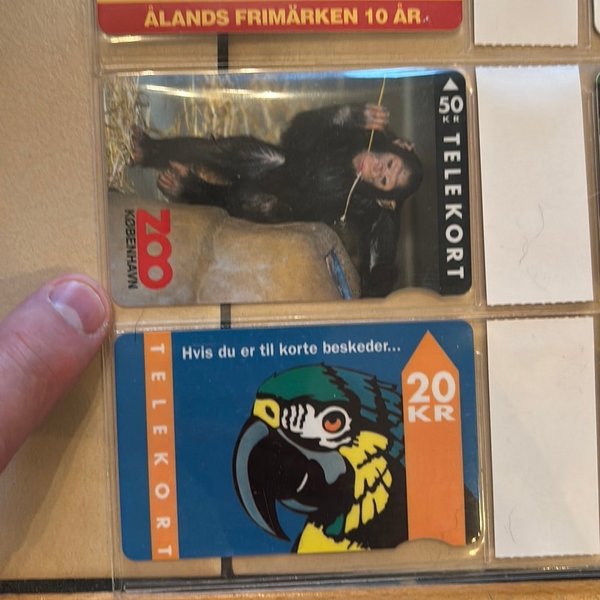 ÅLANDS FRIMÄRKEN 10 ÅR
50
KR
TELEKORT
ZOO
KØBENHAVN
Hvis du er til korte beskeder...
TELEKORT
20
KR